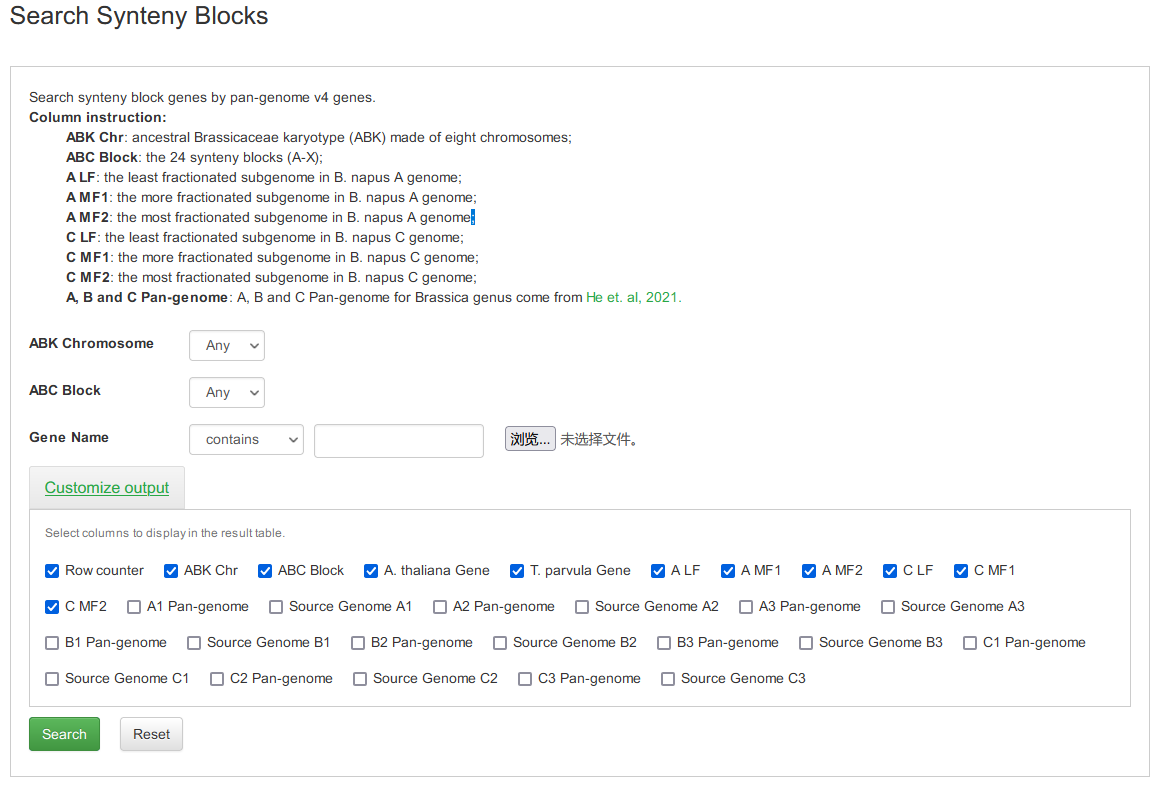 Search Synteny Blocks
Search synteny block genes by pan-genome v4 genes.
Column instruction:
ABK Chr: ancestral Brassicaceae karyotype (ABK) made of eight chromosomes;
ABC Block: the 24 synteny blocks (A-X);
A LF: the least fractionated subgenome in B. napus A genome;
A MF1: the more fractionated subgenome in B. napus A genome;
A MF2: the most fractionated subgenome in B. napus A genome;
C LF: the least fractionated subgenome in B. napus C genome;
C MF1: the more fractionated subgenome in B. napus C genome;
C MF2: the most fractionated subgenome in B. napus C genome;
A, B and C Pan-genome: A, B and C Pan-genome for Brassica genus come from He et. al, 2021.
ABK Chromosome Any
ABC Block Any
Gene Name contains 浏览... 未选择文件。
Customize output
Select columns to display in the result table.
Row counter ABK Chr ABC Block A. thaliana Gene T. parvula Gene A LF A MF1 A MF2 C LF C MF1
C MF2 A1 Pan-genome Source Genome A1 A2 Pan-genome Source Genome A2 A3 Pan-genome Source Genome A3
B1 Pan-genome Source Genome B1 B2 Pan-genome Source Genome B2 B3 Pan-genome Source Genome B3 C1 Pan-genome
Source Genome C1 C2 Pan-genome Source Genome C2 C3 Pan-genome Source Genome C3
Search Reset